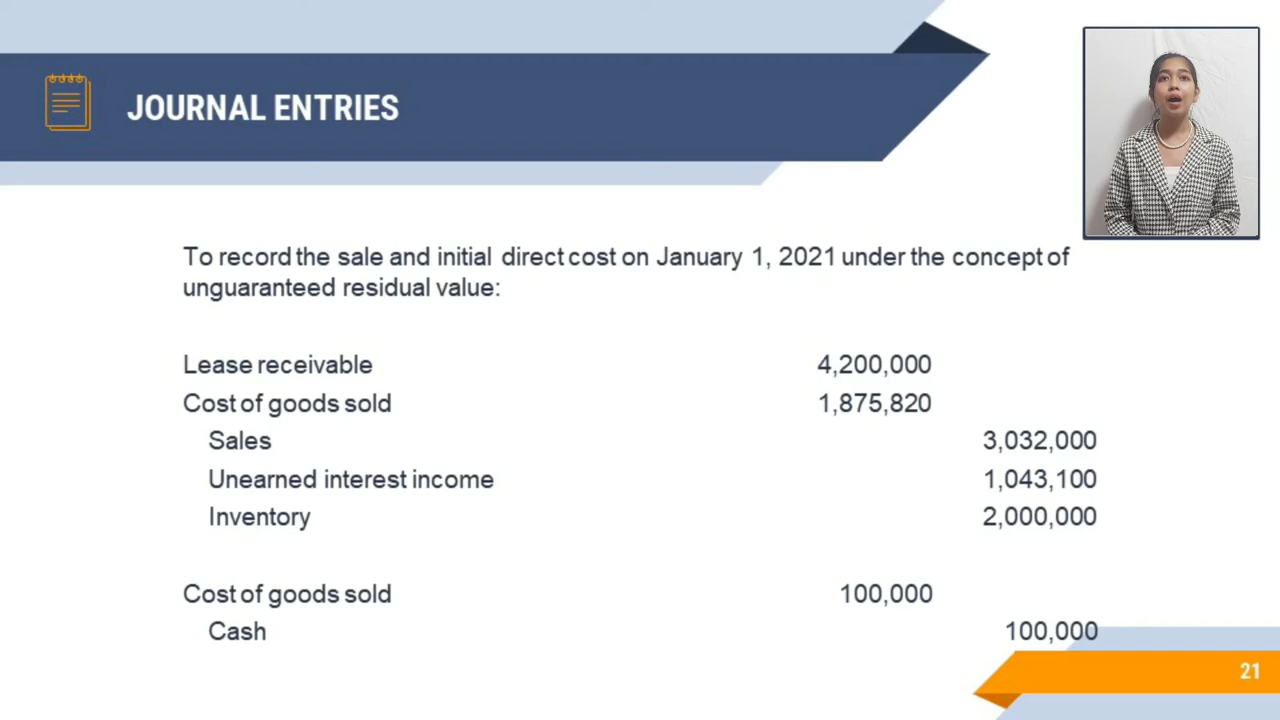 JOURNAL ENTRIES
To record the sale and initial direct cost on January 1, 2021 under the concept of
unguaranteed residual value:
Lease receivable 4,200,000
Cost of goods sold 1,875,820
Sales 3,032,000
Unearned interest income 1,043,100
Inventory 2,000,000
Cost of goods sold 100,000
Cash 100,000
21